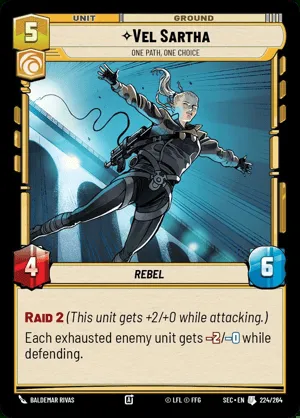 5
UNIT
GROUND
✧Vel Sartha
ONE PATH, ONE CHOICE
4
REBEL
6
RAID 2 (This unit gets +2/+0 while attacking.)
Each exhausted enemy unit gets -2/-0 while
defending.
BALDEMAR RIVAS
© LFL © FFG
SEC • EN
224/264